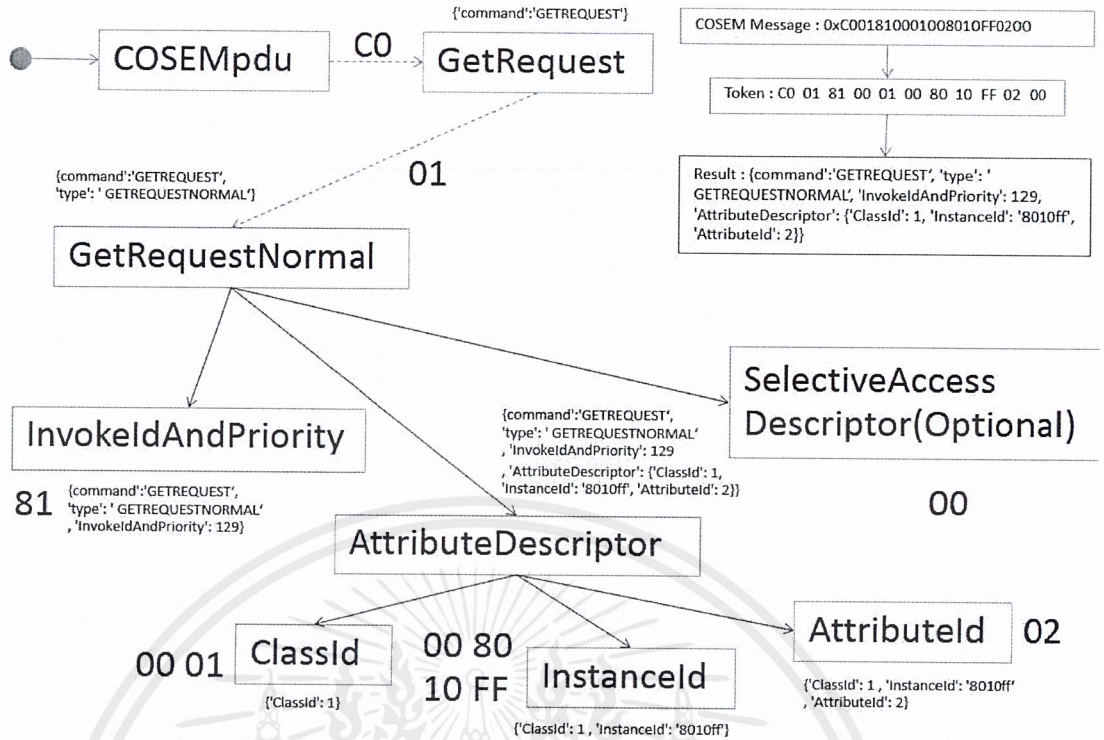 {'command':'GETREQUEST'}
COSEMpdu
C0
GetRequest
COSEM Message : 0xC001810001008010FF0200
Token : C0 01 81 00 01 00 80 10 FF 02 00
Result : {command':'GETREQUEST', 'type': '
GETREQUESTNORMAL', 'InvokeIdAndPriority': 129,
'AttributeDescriptor': {'ClassId': 1, 'InstanceId': '8010ff',
'AttributeId': 2}}
01
{command':'GETREQUEST',
'type': ' GETREQUESTNORMAL'}
GetRequestNormal
SelectiveAccess
Descriptor(Optional)
00
InvokeIdAndPriority
81
{command':'GETREQUEST',
'type': ' GETREQUESTNORMAL'
, 'InvokeIdAndPriority': 129}
{command':'GETREQUEST',
'type': ' GETREQUESTNORMAL'
, 'InvokeIdAndPriority': 129
, 'AttributeDescriptor': {'ClassId': 1,
'InstanceId': '8010ff', 'AttributeId': 2}}
AttributeDescriptor
00 01
ClassId
{'ClassId': 1}
00 80
10 FF
InstanceId
{'ClassId': 1 , 'InstanceId': '8010ff'}
AttributeId
02
{'ClassId': 1 , 'InstanceId': '8010ff'
, 'AttributeId': 2}